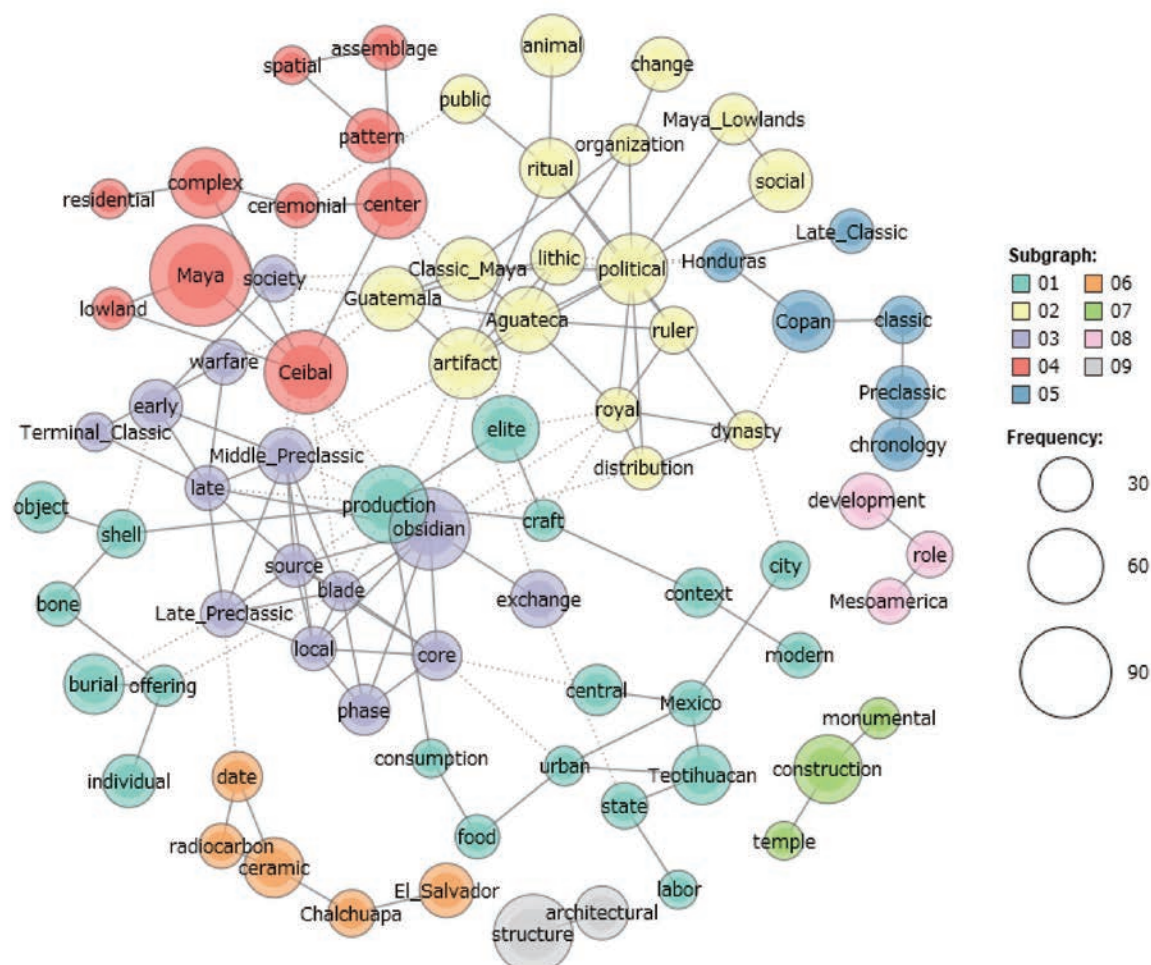 assemblage
spatial
animal
change
public
Maya_Lowlands
pattern
organization
ritual
complex
social
residential
ceremonial
center
Late_Classic
lithic
Honduras
Maya
society
Classic_Maya
political
Guatemala
lowland
Aguateca
ruler
Copan
classic
warfare
Ceibal
artifact
early
Preclassic
royal
elite
dynasty
Terminal_Classic
chronology
Middle_Preclassic
distribution
late
object
production
development
shell
obsidian
craft
role
source
city
blade
bone
exchange
context
Mesoamerica
Late_Preclassic
local
core
modern
burial
offering
central
Mexico
phase
monumental
consumption
urban
individual
date
Teotihuacan
construction
state
radiocarbon
food
temple
ceramic
El_Salvador
labor
Chalchuapa
architectural
structure
Subgraph:
01 06
02 07
03 08
04 09
05
Frequency:
30
60
90